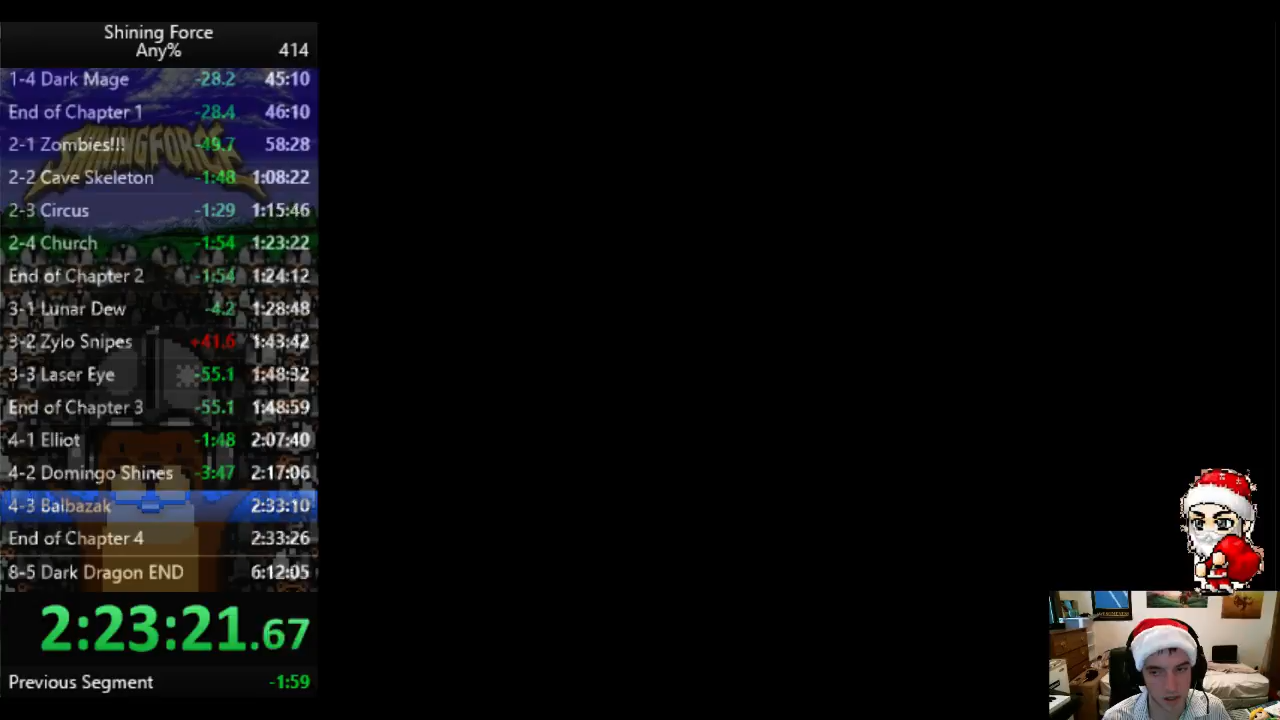 Shining Force
Any% 414
1-4 Dark Mage -28.2 45:10
End of Chapter 1 -28.4 46:10
2-1 Zombies!!! -49.7 58:28
2-2 Cave Skeleton -1:48 1:08:22
2-3 Circus -1:29 1:15:46
2-4 Church -1:54 1:23:22
End of Chapter 2 -1:54 1:24:12
3-1 Lunar Dew -4.2 1:28:48
3-2 Zylo Snipes +41.6 1:43:42
3-3 Laser Eye -55.1 1:48:32
End of Chapter 3 -55.1 1:48:59
4-1 Elliot -1:48 2:07:40
4-2 Domingo Shines -3:47 2:17:06
4-3 Balbazak 2:33:10
End of Chapter 4 2:33:26
8-5 Dark Dragon END 6:12:05
2:23:21.67
Previous Segment -1:59
SHINING FORCE